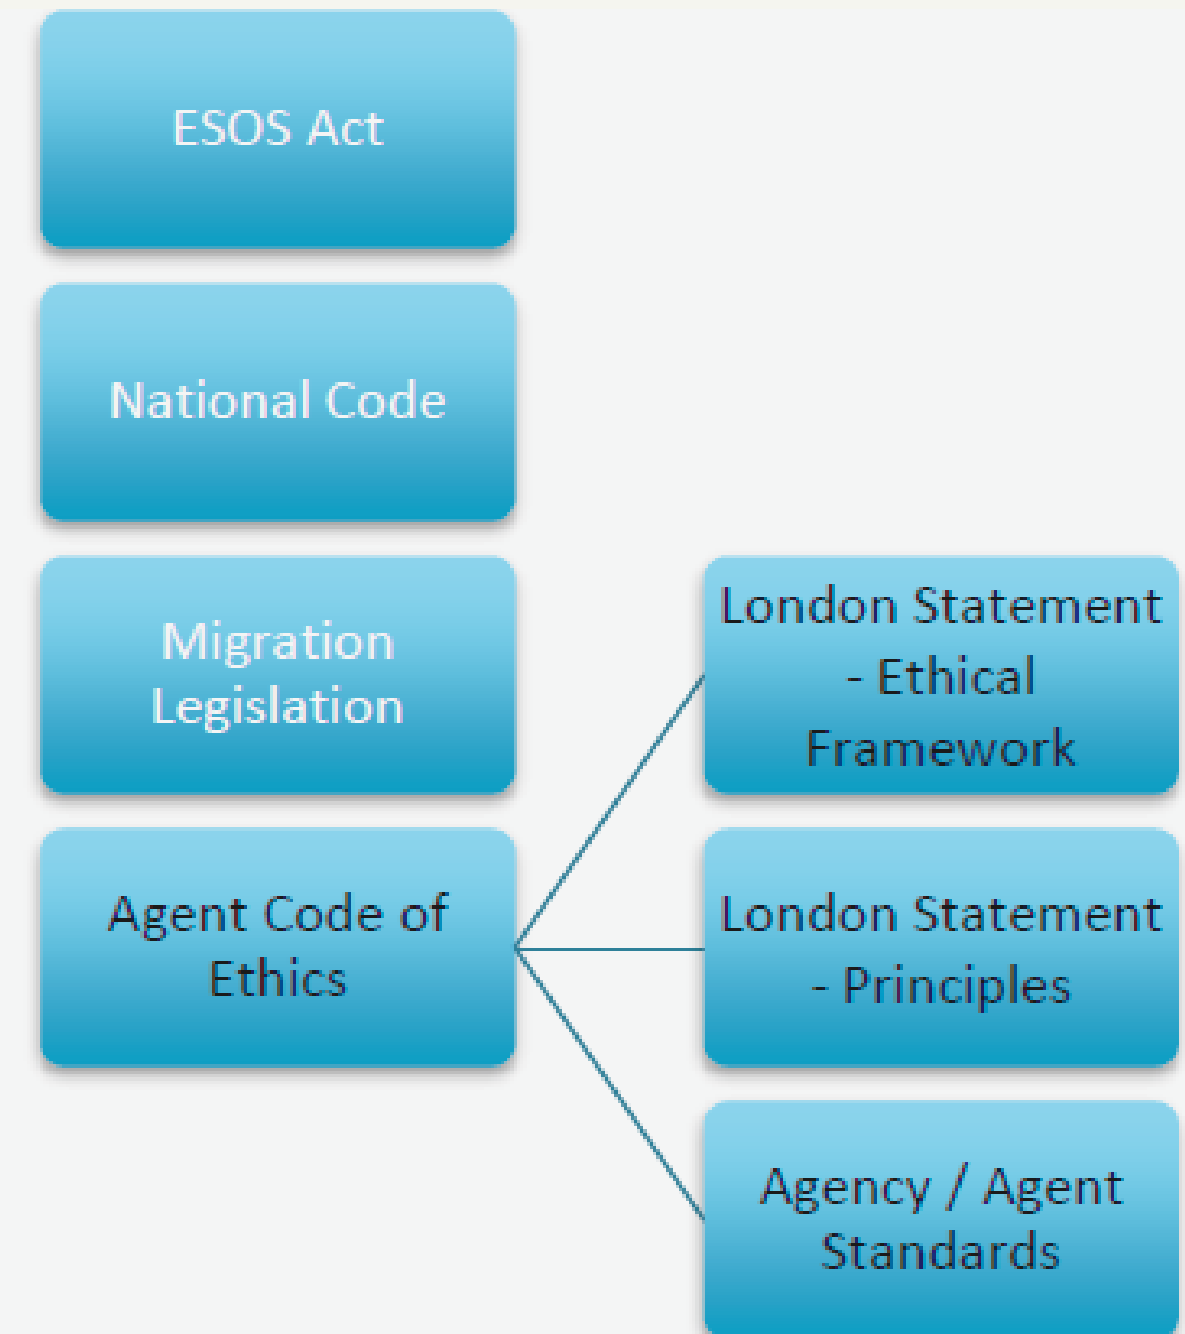 ESOS Act
National Code
Migration
Legislation
Agent Code of
Ethics
London Statement
- Ethical
Framework
London Statement
- Principles
Agency / Agent
Standards